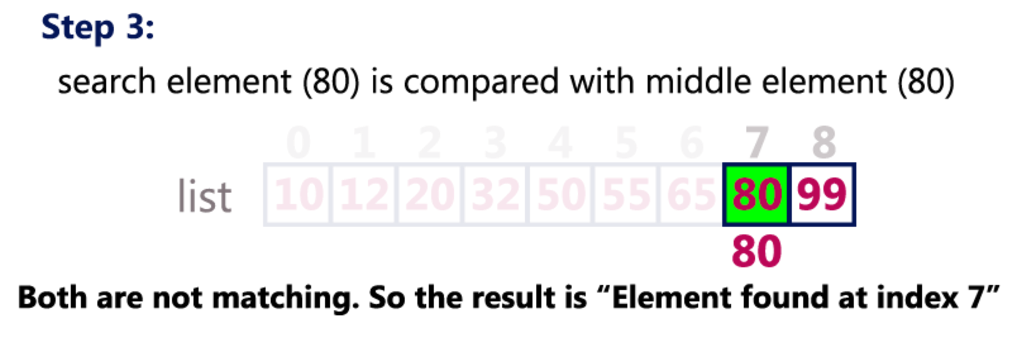 Step 3:
search element (80) is compared with middle element (80)
0 1 2 3 4 5 6 7 8
list 10 12 20 32 50 55 65 80 99
80
Both are not matching. So the result is “Element found at index 7”